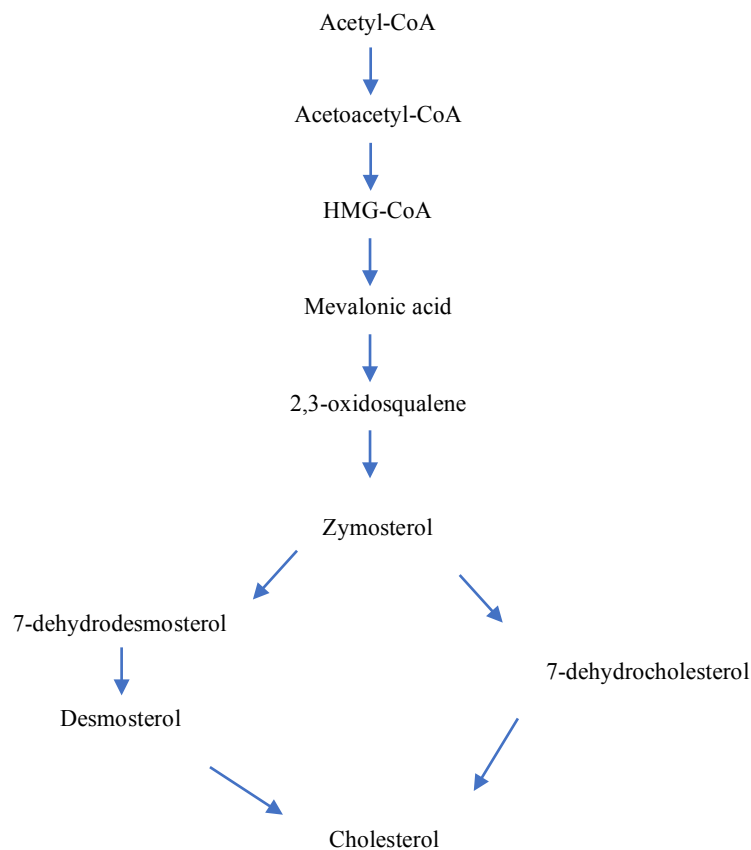 Acetyl-CoA
Acetoacetyl-CoA
HMG-CoA
Mevalonic acid
2,3-oxidosqualene
Zymosterol
7-dehydrodesmosterol
7-dehydrocholesterol
Desmosterol
Cholesterol